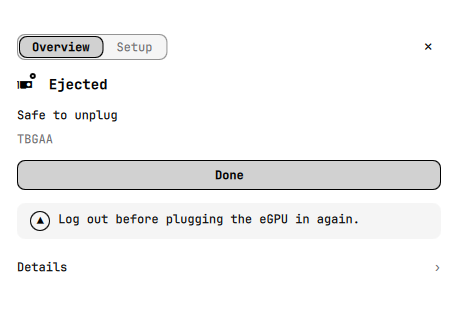 Overview Setup ×
Ejected
Safe to unplug
TBGAA
Done
Log out before plugging the eGPU in again.
Details ›